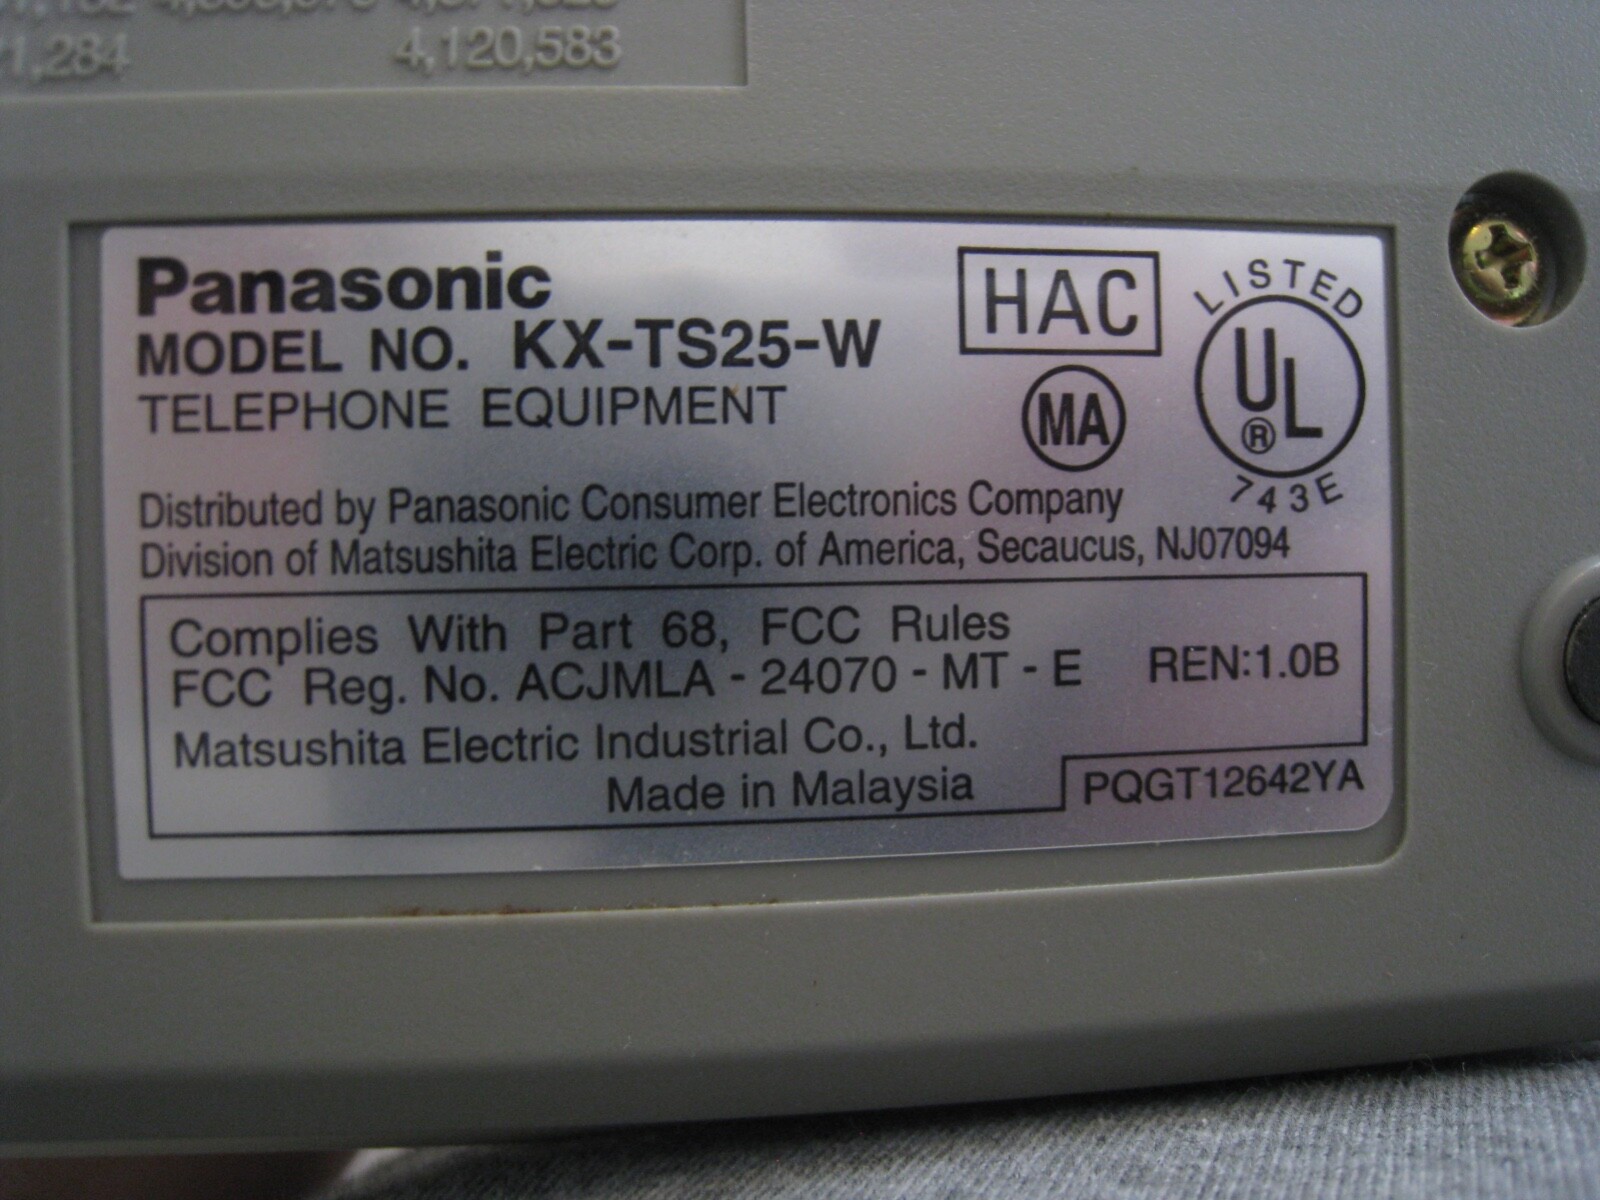 4,120,583
Panasonic
MODEL NO. KX-TS25-W
TELEPHONE EQUIPMENT
HAC
MA
LISTED
UL
®
743E
Distributed by Panasonic Consumer Electronics Company
Division of Matsushita Electric Corp. of America, Secaucus, NJ07094
Complies With Part 68, FCC Rules
FCC Reg. No. ACJMLA - 24070 - MT - E REN:1.0B
Matsushita Electric Industrial Co., Ltd.
Made in Malaysia
PQGT12642YA